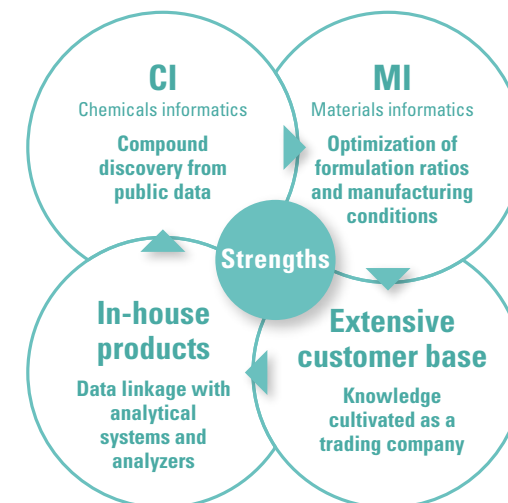 CI
Chemicals informatics
Compound
discovery from
public data
MI
Materials informatics
Optimization of
formulation ratios
and manufacturing
conditions
Strengths
In-house
products
Data linkage with
analytical
systems and
analyzers
Extensive
customer base
Knowledge
cultivated as a
trading company